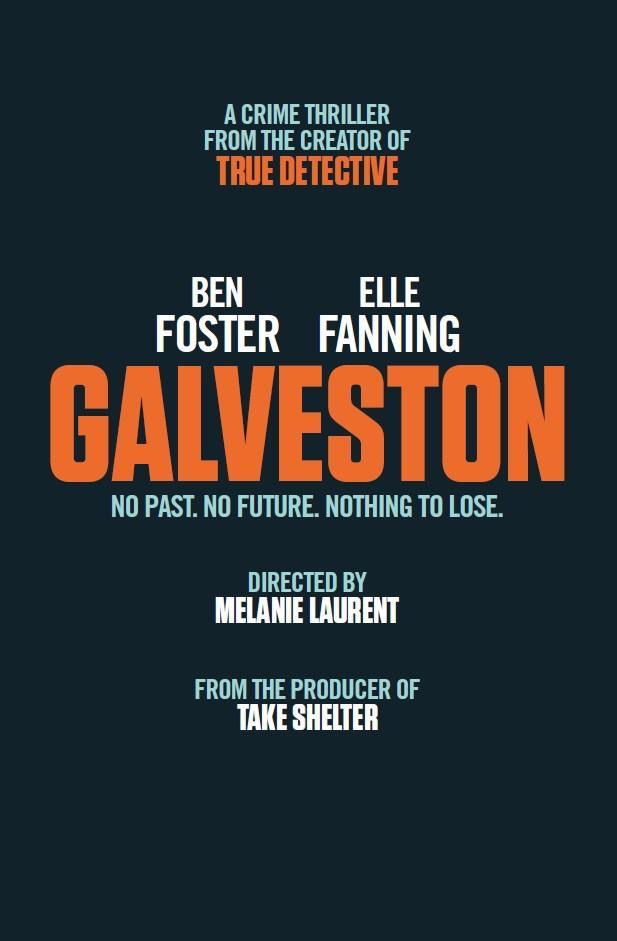 A CRIME THRILLER
FROM THE CREATOR OF
TRUE DETECTIVE
BEN FOSTER
ELLE FANNING
GALVESTON
NO PAST. NO FUTURE. NOTHING TO LOSE.
DIRECTED BY
MELANIE LAURENT
FROM THE PRODUCER OF
TAKE SHELTER